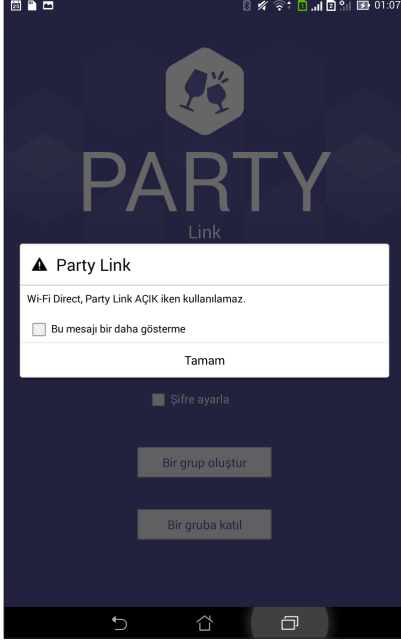 01:07
PARTY
Link
Party Link
Wi-Fi Direct, Party Link AÇIK iken kullanılamaz.
Bu mesajı bir daha gösterme
Tamam
Şifre ayarla
Bir grup oluştur
Bir gruba katıl